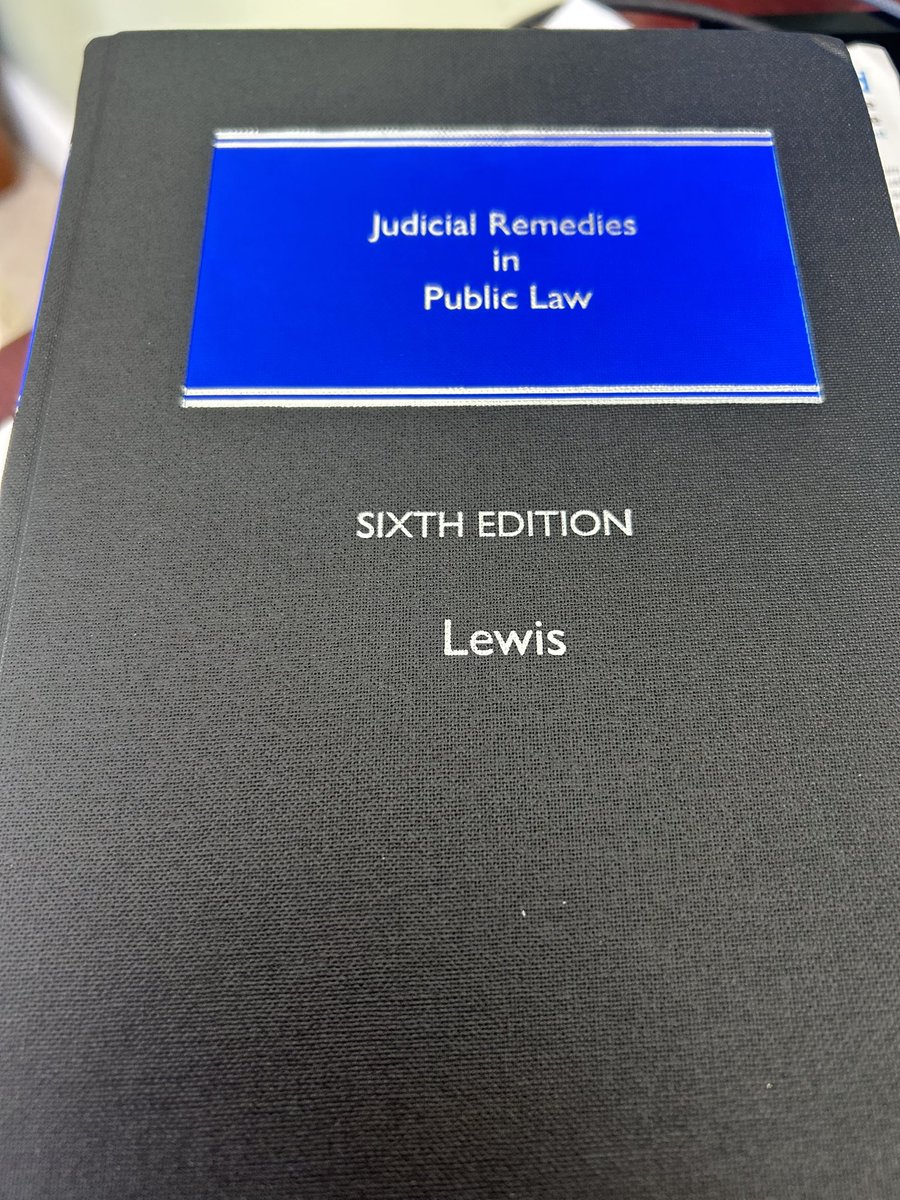 Judicial Remedies
in
Public Law
SIXTH EDITION
Lewis